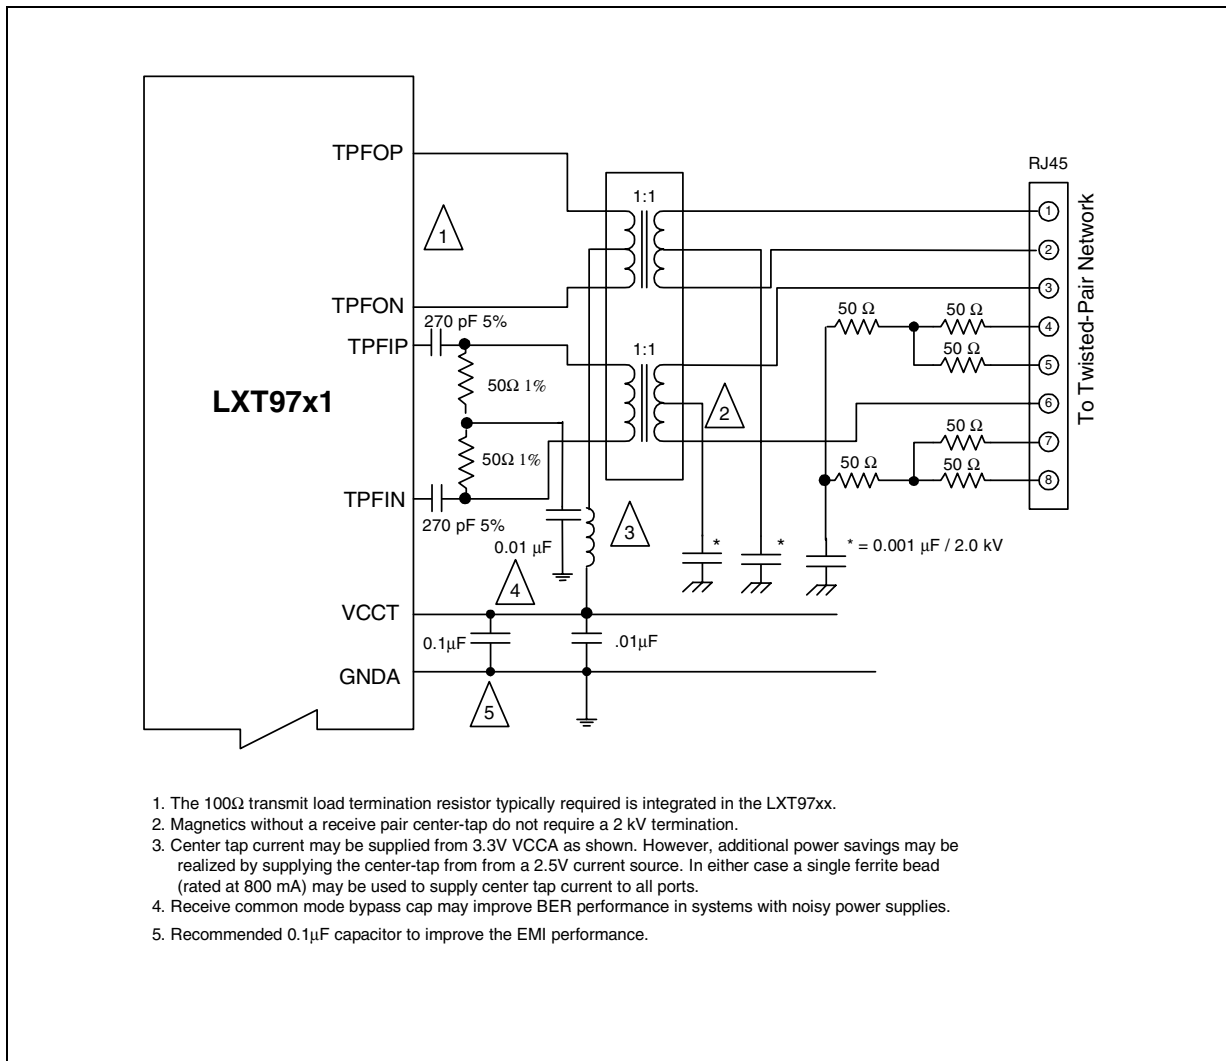 TPFOP
RJ45
1:1
1
1
2
3
TPFON
270 pF 5%
50 Ω
50 Ω
4
TPFIP
1:1
50 Ω
5
50Ω 1%
LXT97x1
2
6
To Twisted-Pair Network
50 Ω
7
50Ω 1%
50 Ω
50 Ω
8
TPFIN
270 pF 5%
3
0.01 µF
*
*
* = 0.001 µF / 2.0 kV
4
VCCT
0.1µF
.01µF
GNDA
5
1. The 100Ω transmit load termination resistor typically required is integrated in the LXT97xx.
2. Magnetics without a receive pair center-tap do not require a 2 kV termination.
3. Center tap current may be supplied from 3.3V VCCA as shown. However, additional power savings may be
realized by supplying the center-tap from from a 2.5V current source. In either case a single ferrite bead
(rated at 800 mA) may be used to supply center tap current to all ports.
4. Receive common mode bypass cap may improve BER performance in systems with noisy power supplies.
5. Recommended 0.1µF capacitor to improve the EMI performance.